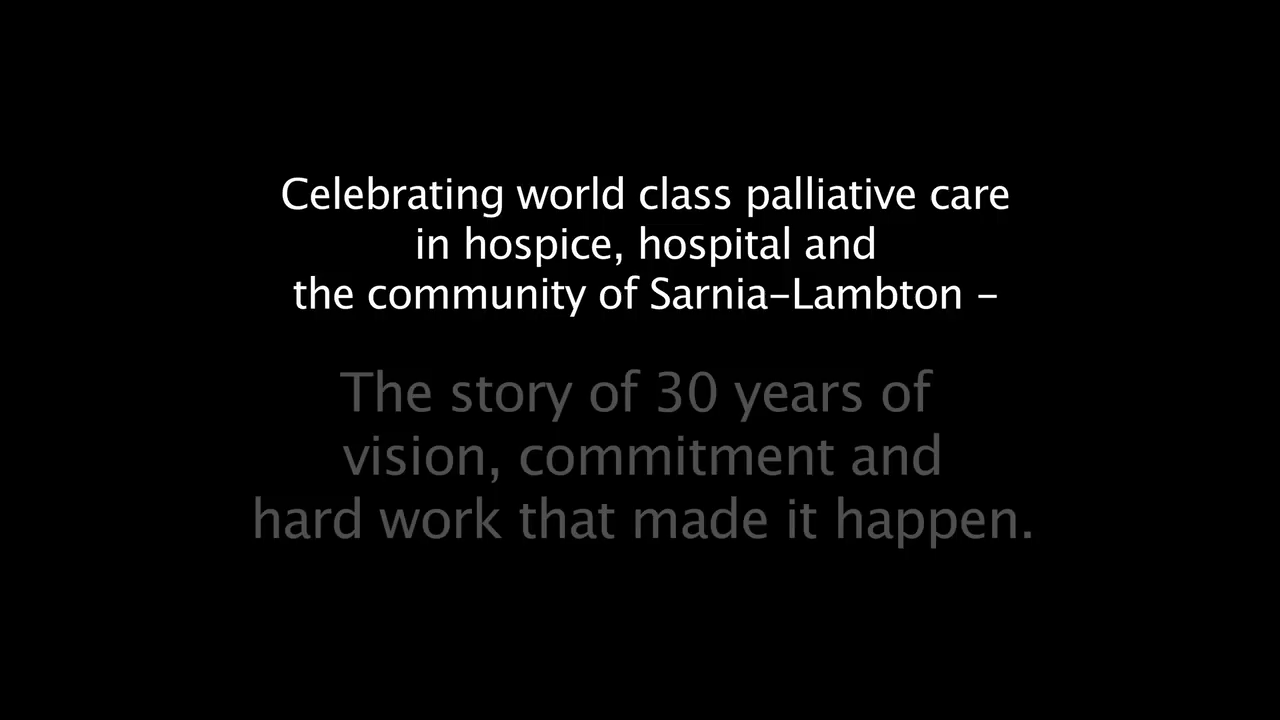 Celebrating world class palliative care
in hospice, hospital and
the community of Sarnia-Lambton -
The story of 30 years of
vision, commitment and
hard work that made it happen.